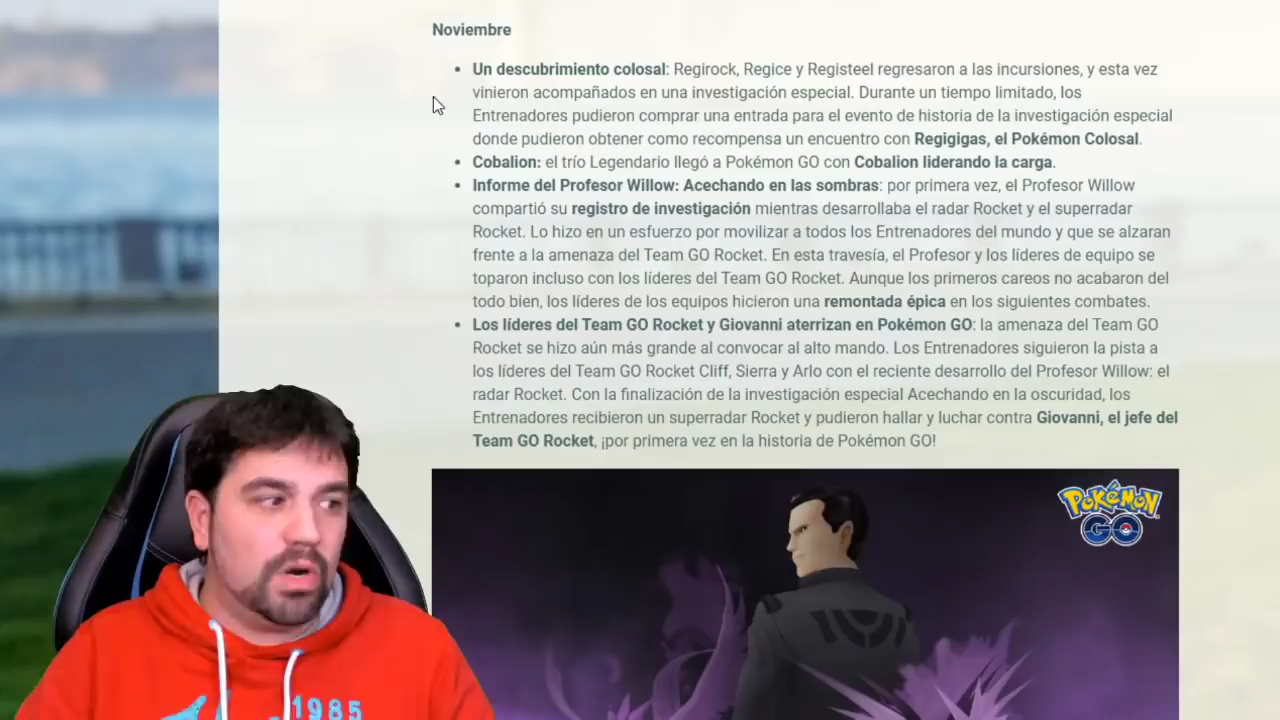 Noviembre
Un descubrimiento colosal: Regirock, Regice y Registeel regresaron a las incursiones, y esta vez
vinieron acompañados en una investigación especial. Durante un tiempo limitado, los
Entrenadores pudieron comprar una entrada para el evento de historia de la investigación especial
donde pudieron obtener como recompensa un encuentro con Regigigas, el Pokémon Colosal.
Cobalion: el trío Legendario llegó a Pokémon GO con Cobalion liderando la carga.
Informe del Profesor Willow: Acechando en las sombras: por primera vez, el Profesor Willow
compartió su registro de investigación mientras desarrollaba el radar Rocket y el superradar
Rocket. Lo hizo en un esfuerzo por movilizar a todos los Entrenadores del mundo y que se alzaran
frente a la amenaza del Team GO Rocket. En esta travesía, el Profesor y los líderes de equipo se
toparon incluso con los líderes del Team GO Rocket. Aunque los primeros careos no acabaron del
todo bien, los líderes de los equipos hicieron una remontada épica en los siguientes combates.
Los líderes del Team GO Rocket y Giovanni aterrizan en Pokémon GO: la amenaza del Team GO
Rocket se hizo aún más grande al convocar al alto mando. Los Entrenadores siguieron la pista a
los líderes del Team GO Rocket Cliff, Sierra y Arlo con el reciente desarrollo del Profesor Willow: el
radar Rocket. Con la finalización de la investigación especial Acechando en la oscuridad, los
Entrenadores recibieron un superradar Rocket y pudieron hallar y luchar contra Giovanni, el jefe del
Team GO Rocket, ¡por primera vez en la historia de Pokémon GO!
POKÉMON
GO
1985